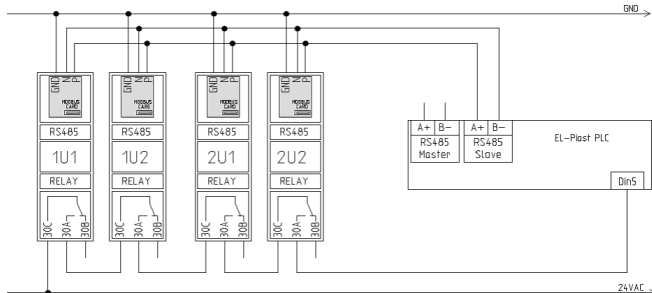 GND
GND N P
GND N P
GND N P
GND N P
MODBUS CARD
MODBUS CARD
MODBUS CARD
MODBUS CARD
RS485
RS485
RS485
RS485
1U1
1U2
2U1
2U2
RELAY
RELAY
RELAY
RELAY
30C 30A 30B
30C 30A 30B
30C 30A 30B
30C 30A 30B
A+ B-
RS485
Master
A+ B-
RS485
Slave
EL-Piast PLC
Din5
24VAC